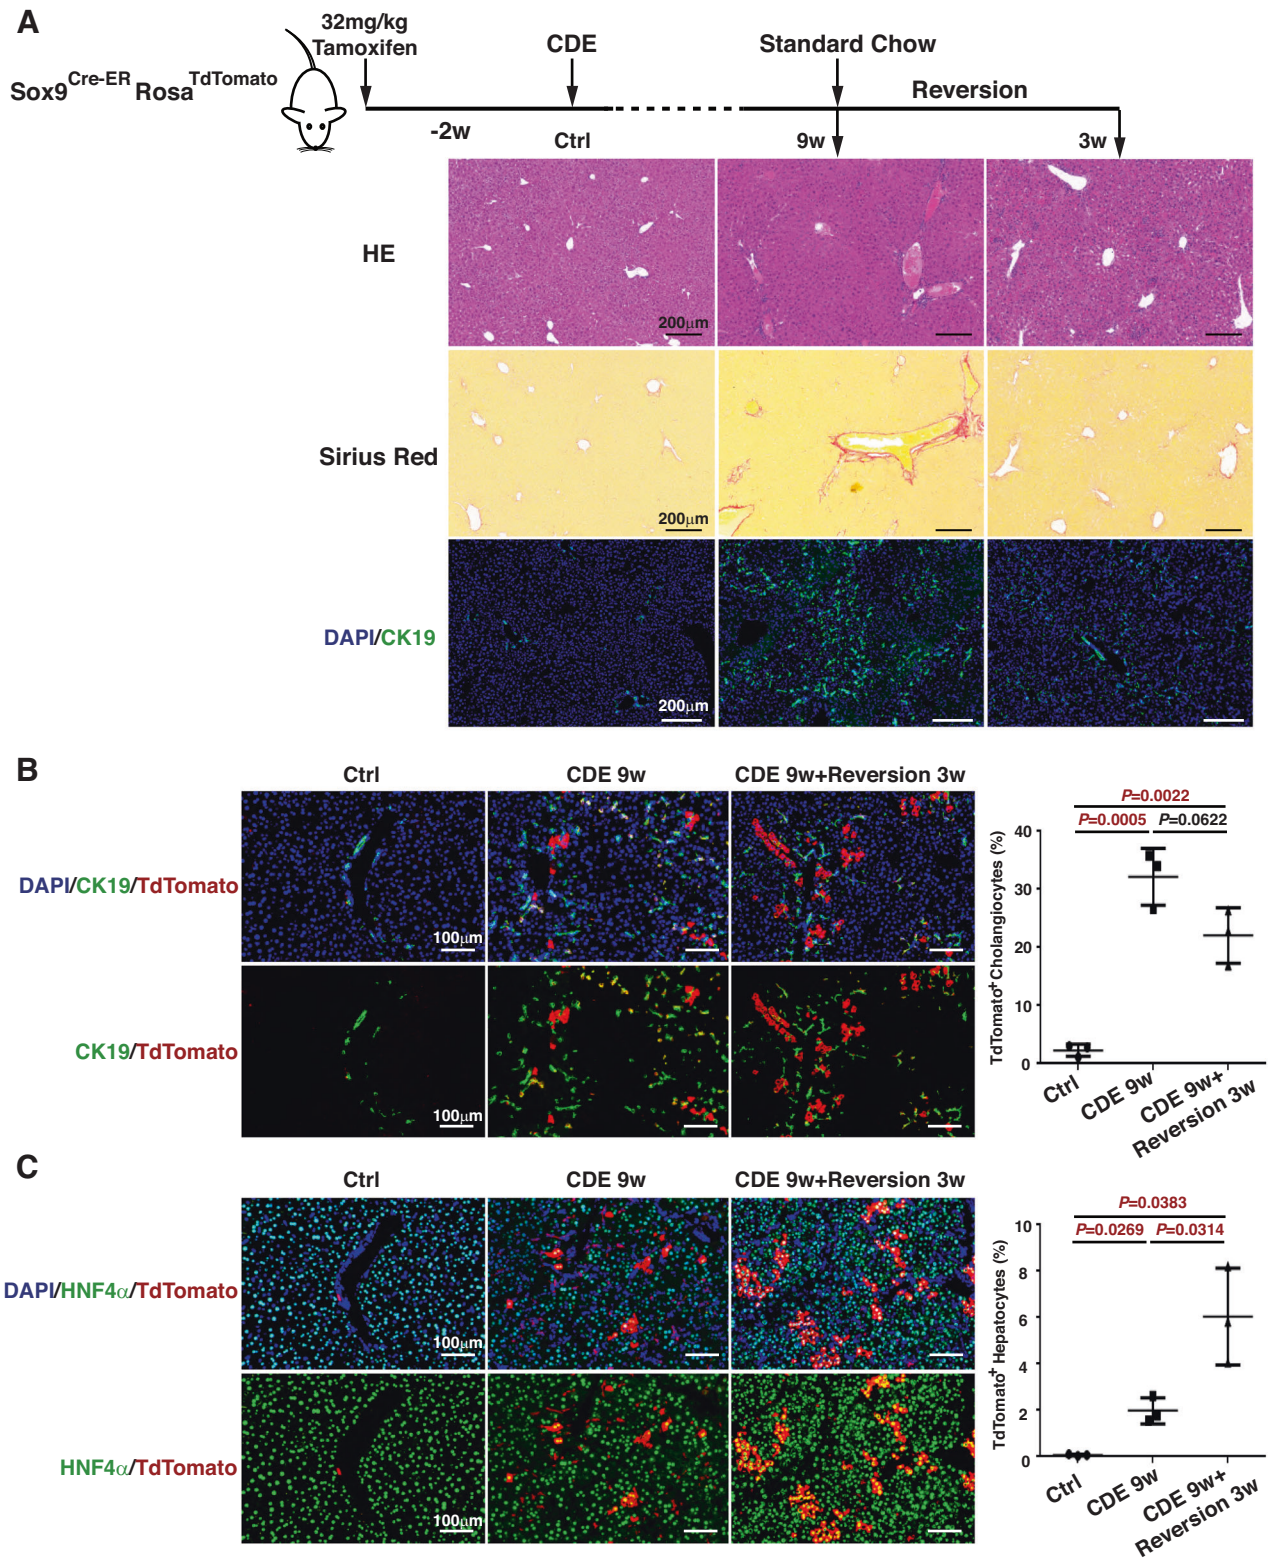 A
32mg/kg
Tamoxifen
CDE
Standard Chow
Sox9Cre-ER RosaTdTomato
Reversion
-2w
Ctrl
9w
3w
HE
200μm
Sirius Red
200μm
DAPI/CK19
200μm
B
Ctrl
CDE 9w
CDE 9w+Reversion 3w
DAPI/CK19/TdTomato
100μm
CK19/TdTomato
100μm
P=0.0022
P=0.0005
P=0.0622
TdTomato+ Cholangiocytes (%)
40
30
20
10
0
Ctrl
CDE 9w
CDE 9w+
Reversion 3w
C
Ctrl
CDE 9w
CDE 9w+Reversion 3w
DAPI/HNF4α/TdTomato
100μm
HNF4α/TdTomato
100μm
P=0.0383
P=0.0269
P=0.0314
TdTomato+ Hepatocytes (%)
10
8
6
4
2
0
Ctrl
CDE 9w
CDE 9w+
Reversion 3w